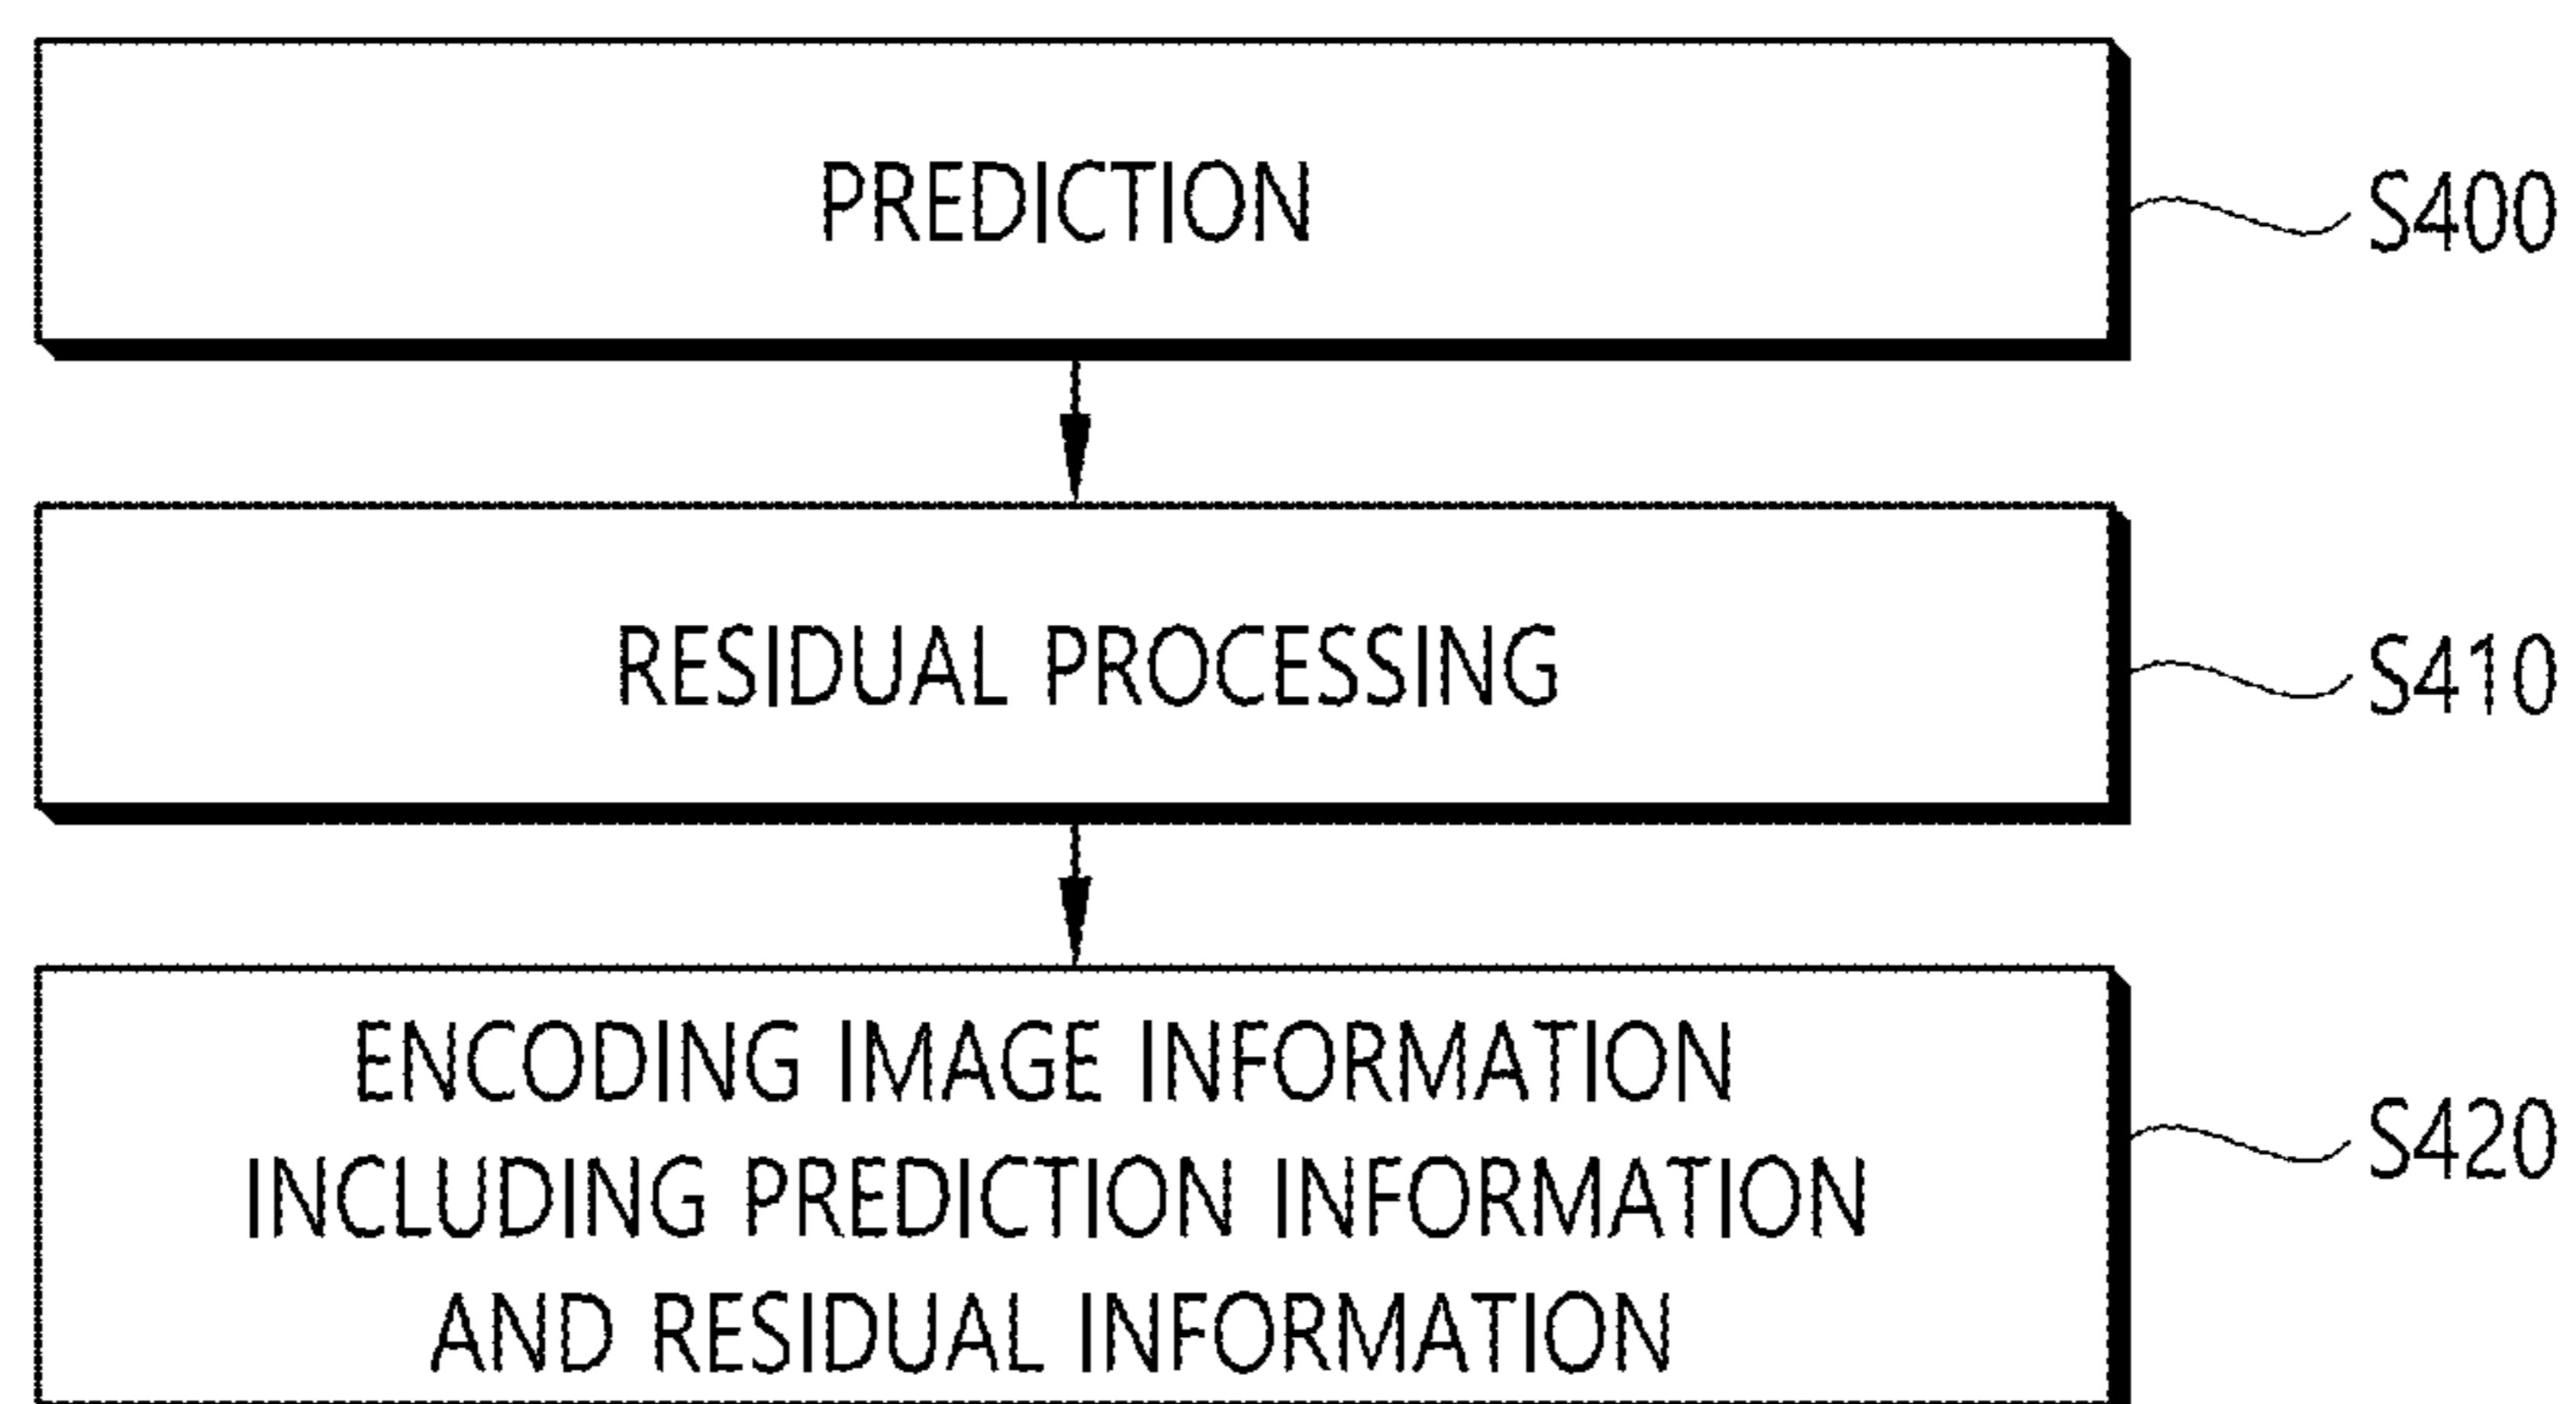 PREDICTION
S400
RESIDUAL PROCESSING
S410
ENCODING IMAGE INFORMATION
INCLUDING PREDICTION INFORMATION
AND RESIDUAL INFORMATION
S420